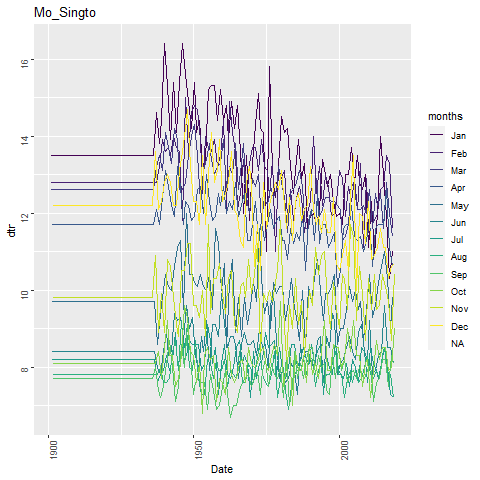 Mo_Singto
16
14
12
10
8
dtr
1900
1950
2000
Date
months
Jan
Feb
Mar
Apr
May
Jun
Jul
Aug
Sep
Oct
Nov
Dec
NA